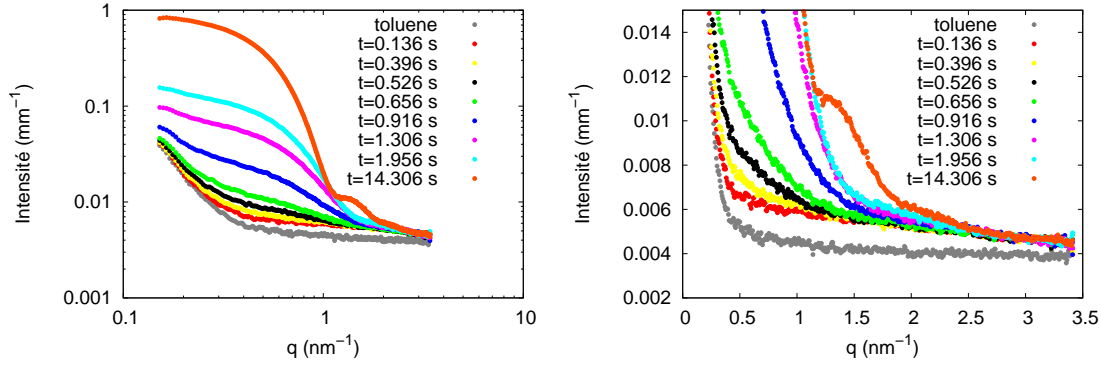 1
0.1
0.01
0.001
0.1
1
10
Intensité (mm⁻¹)
q (nm⁻¹)
toluene
t=0.136 s
t=0.396 s
t=0.526 s
t=0.656 s
t=0.916 s
t=1.306 s
t=1.956 s
t=14.306 s
0.014
0.012
0.01
0.008
0.006
0.004
0.002
0
0.5
1
1.5
2
2.5
3
3.5
Intensité (mm⁻¹)
q (nm⁻¹)
toluene
t=0.136 s
t=0.396 s
t=0.526 s
t=0.656 s
t=0.916 s
t=1.306 s
t=1.956 s
t=14.306 s